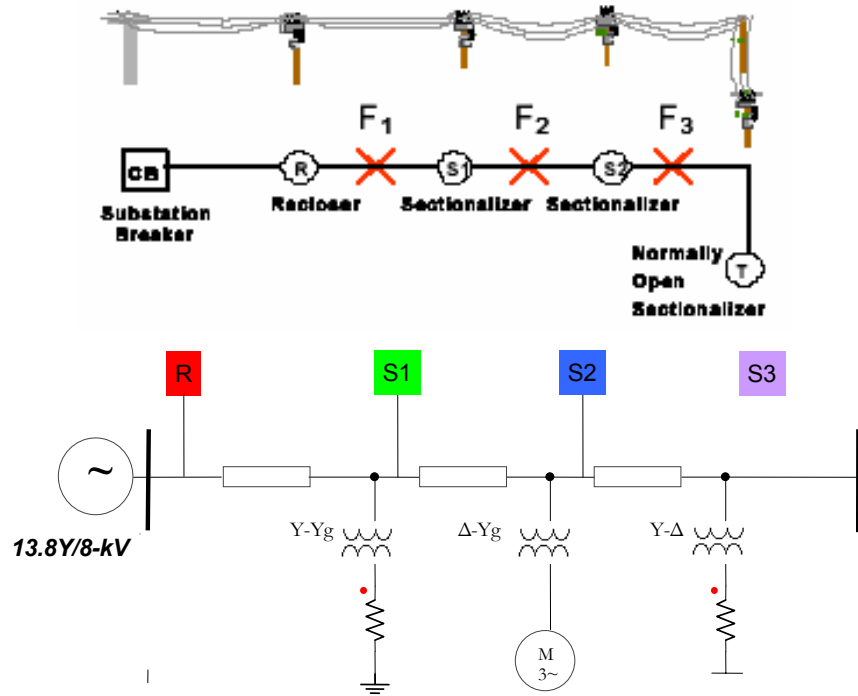 F1
F2
F3
CB
R
S1
S2
Substation
Breaker
Recloser
Sectionalizer
Sectionalizer
Normally
Open
Sectionalizer
T
R
S1
S2
S3
~
13.8Y/8-kV
Y-Yg
Δ-Yg
Y-Δ
M
3~